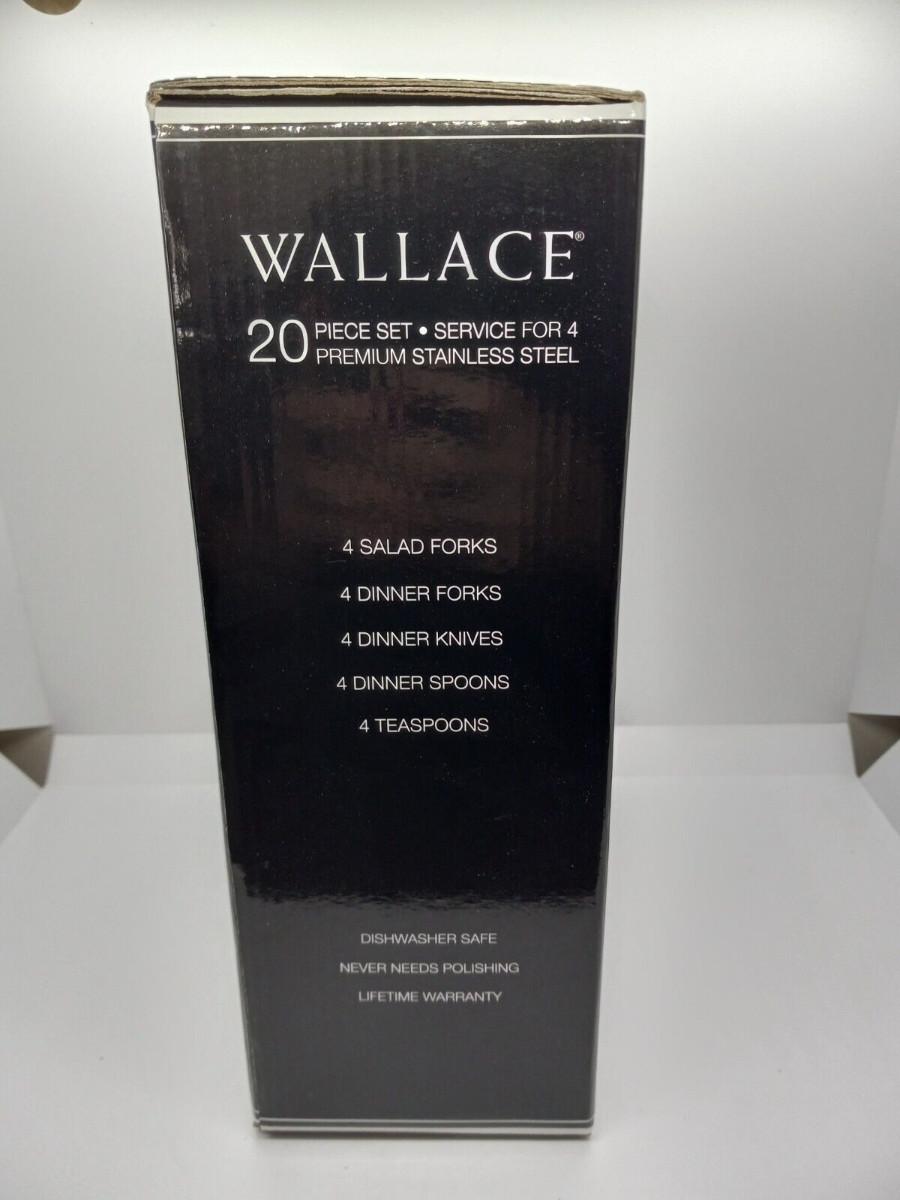 WALLACE®
20 PIECE SET • SERVICE FOR 4
PREMIUM STAINLESS STEEL
4 SALAD FORKS
4 DINNER FORKS
4 DINNER KNIVES
4 DINNER SPOONS
4 TEASPOONS
DISHWASHER SAFE
NEVER NEEDS POLISHING
LIFETIME WARRANTY